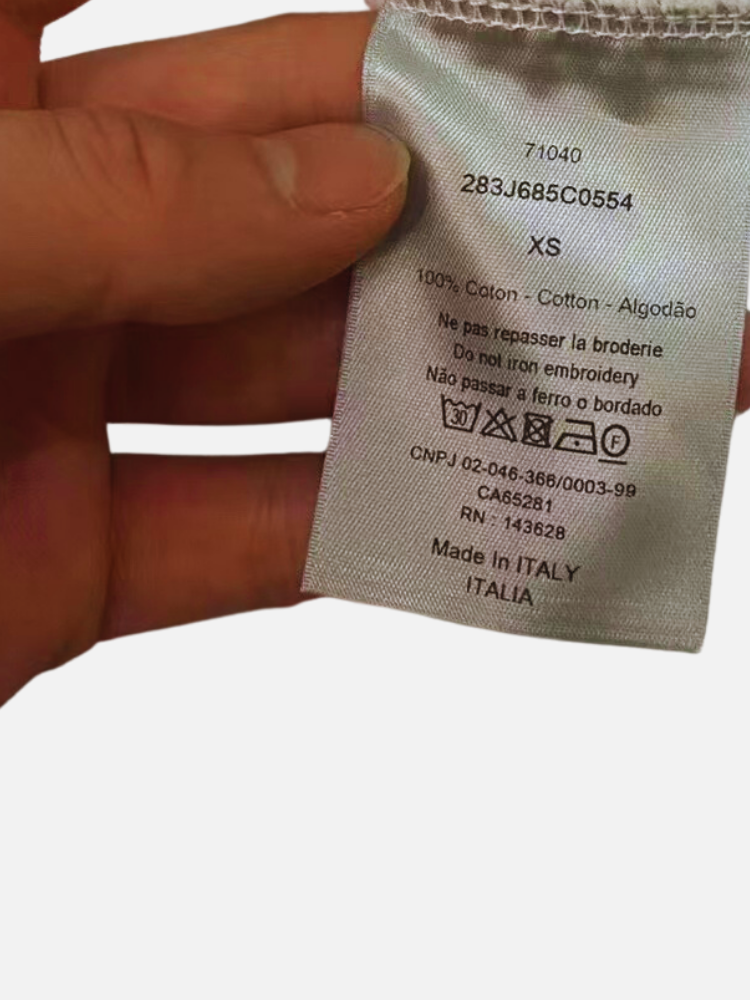 71040
283J685C0554
XS
100% Coton - Cotton - Algodão
Ne pas repasser la broderie
Do not iron embroidery
Não passar a ferro o bordado
30 F
CNPJ 02-046-366/0003-99
CA65281
RN : 143628
Made In ITALY
ITALIA